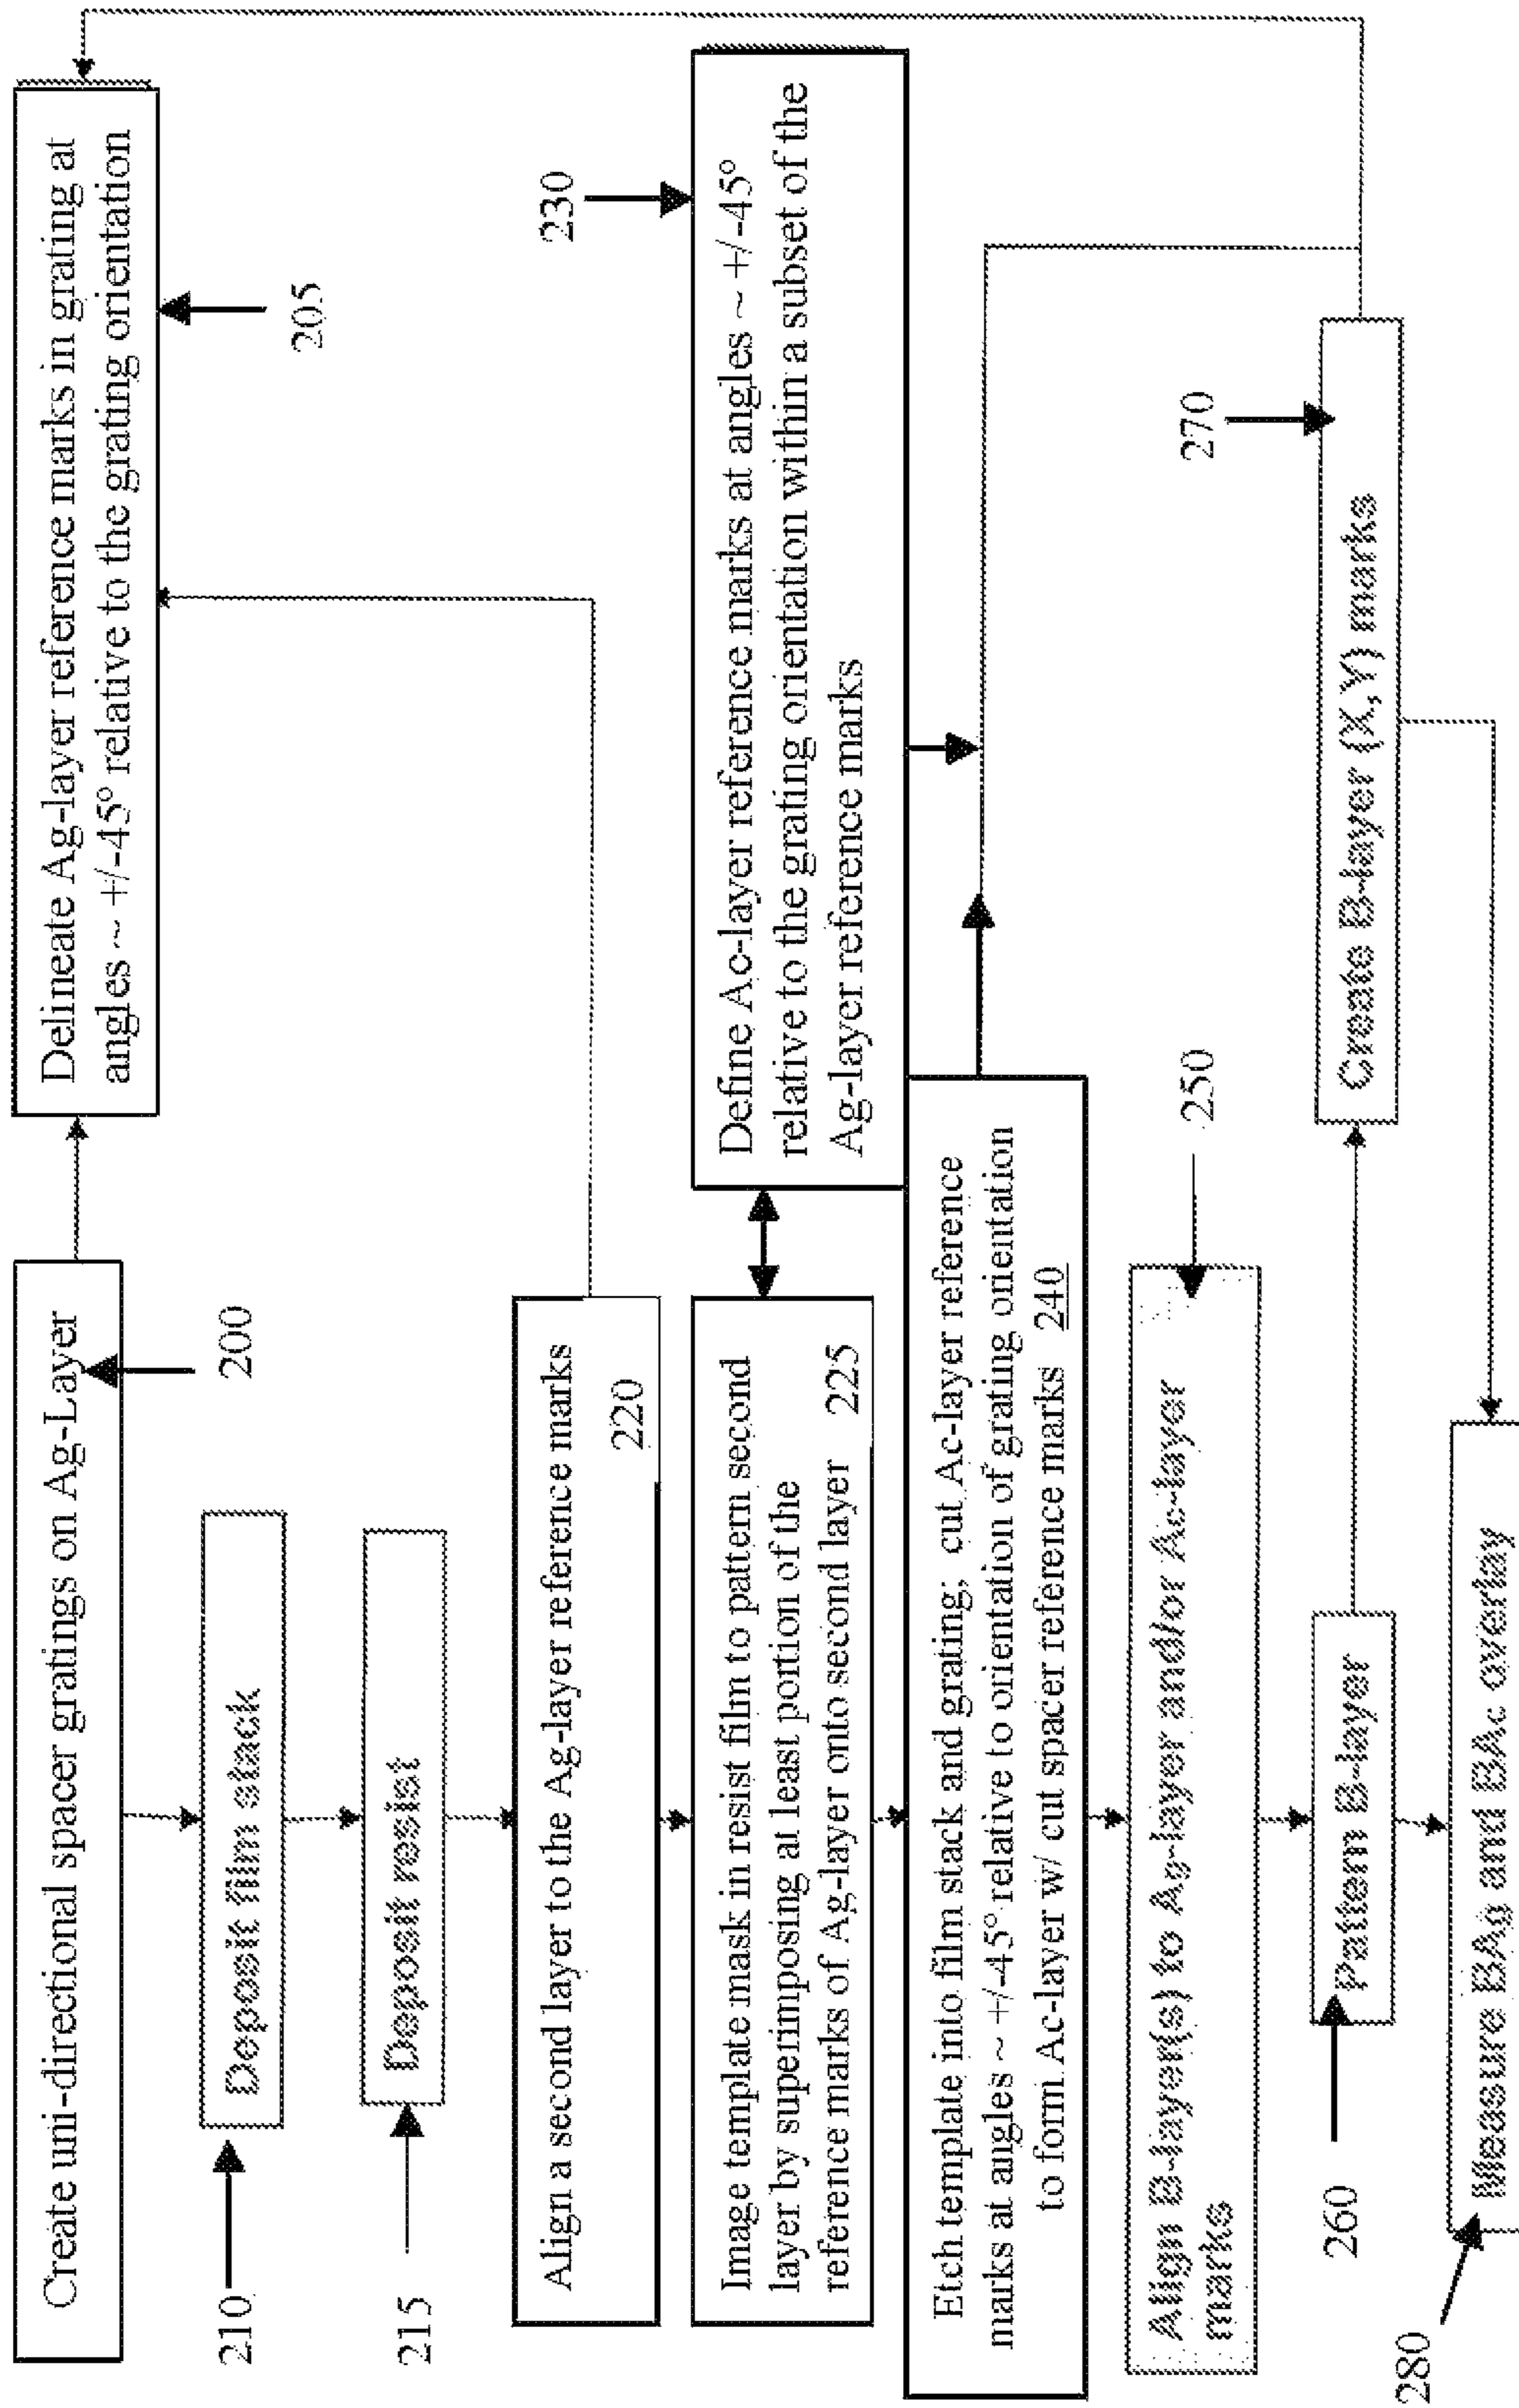 Create uni-directional spacer gratings on Ag-Layer
200
Delineate Ag-layer reference marks in grating at
angles ~ +/-45° relative to the grating orientation
205
Deposit film stack
210
Deposit resist
215
Align a second layer to the Ag-layer reference marks
220
Image template mask in resist film to pattern second
layer by superimposing at least portion of the
reference marks of Ag-layer onto second layer 225
Define Ac-layer reference marks at angles ~ +/-45°
relative to the grating orientation within a subset of the
Ag-layer reference marks
230
Etch template into film stack and grating; cut Ac-layer reference
marks at angles ~ +/-45° relative to orientation of grating orientation
to form Ac-layer w/ cut spacer reference marks 240
Align B-layer(s) to Ag-layer and/or Ac-layer
marks
250
Pattern B-layer
260
Create B-layer (X,Y) marks
270
Measure BAg and BAc overlay
280